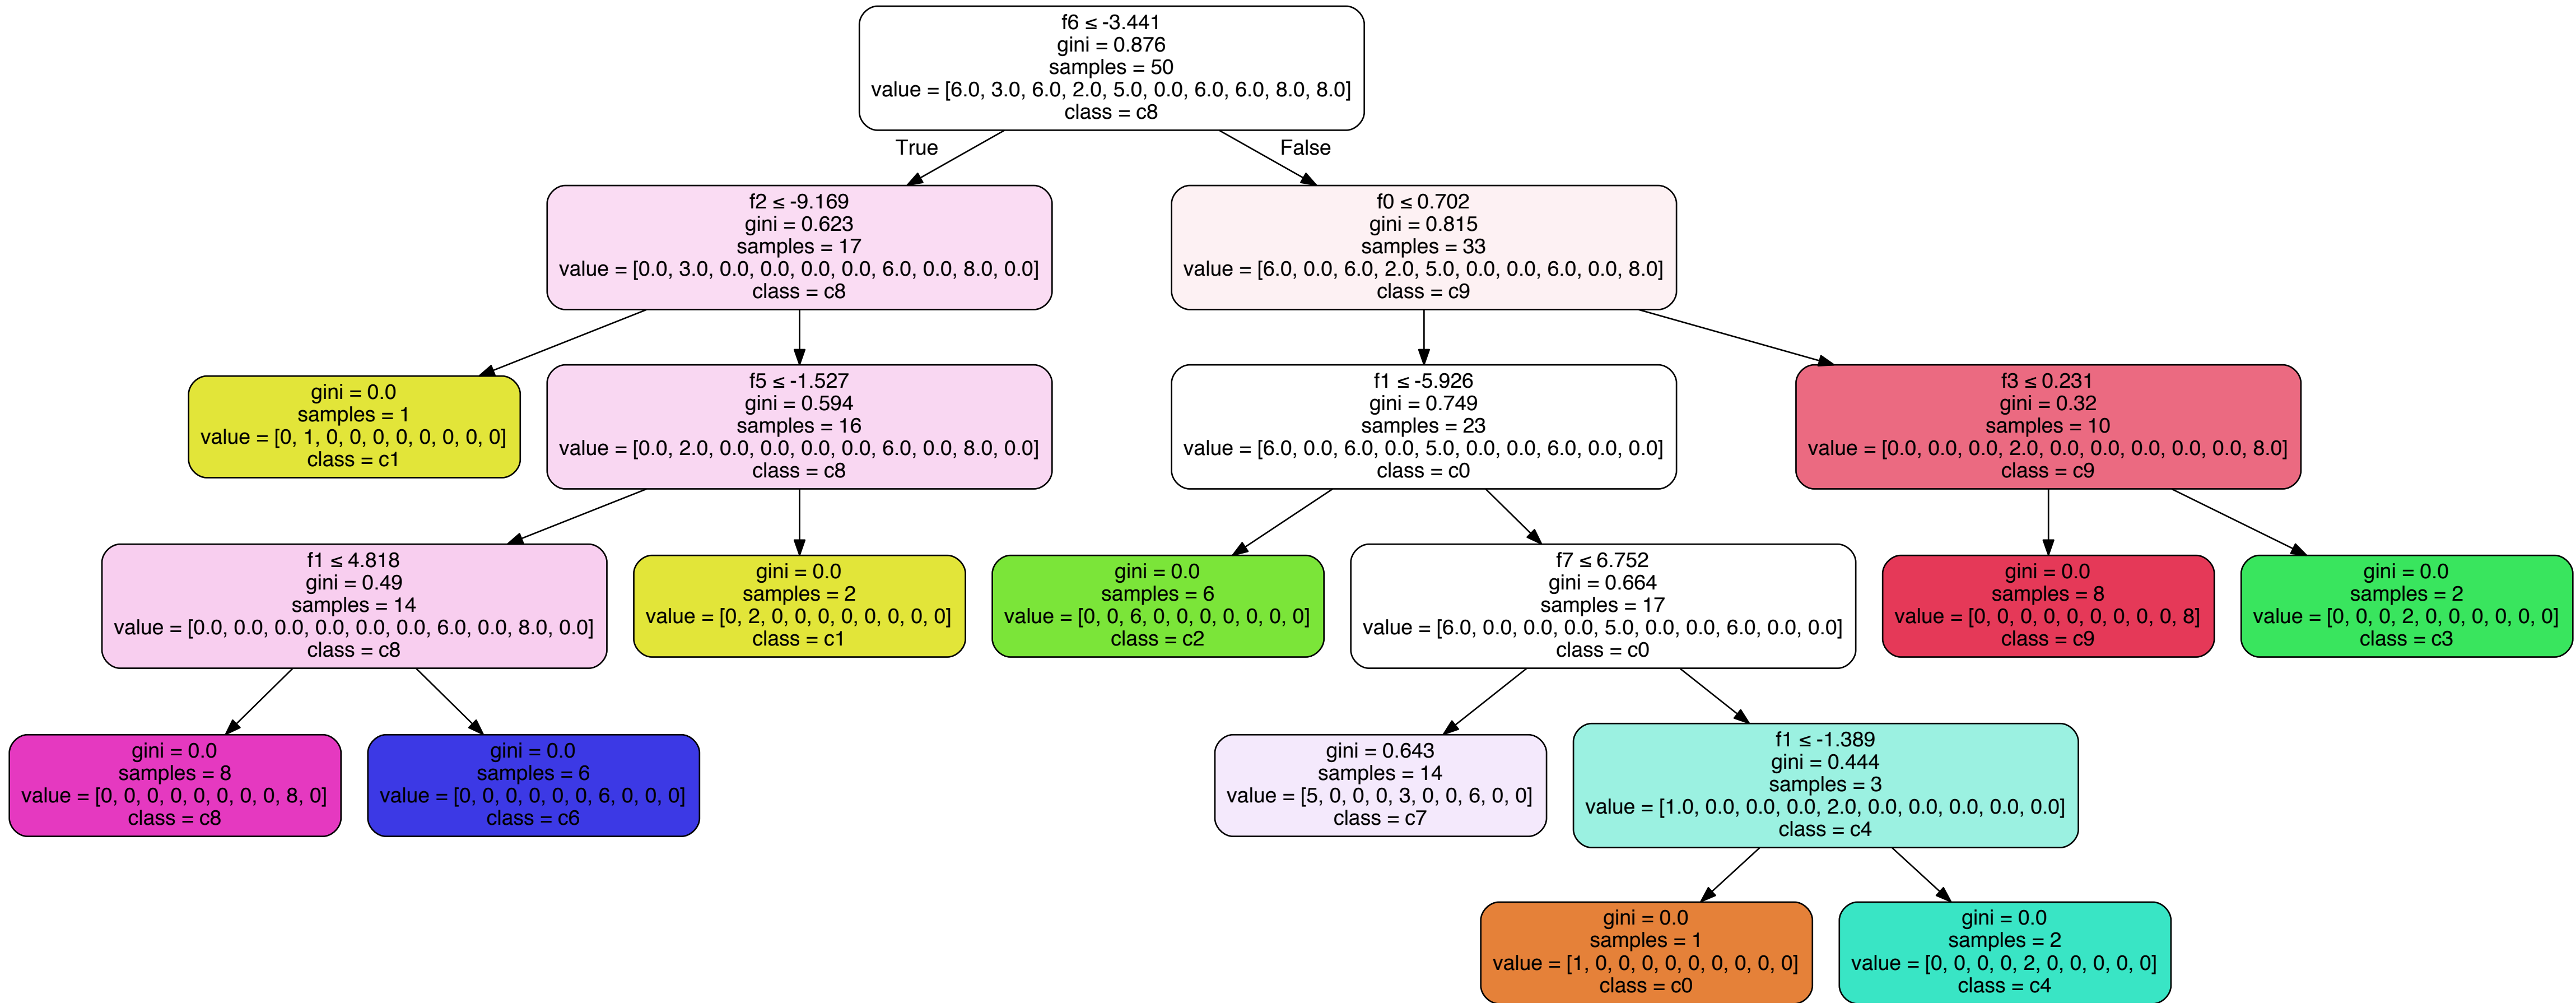 f6 ≤ -3.441
gini = 0.876
samples = 50
value = [6.0, 3.0, 6.0, 2.0, 5.0, 0.0, 6.0, 6.0, 8.0, 8.0]
class = c8
True
False
f2 ≤ -9.169
gini = 0.623
samples = 17
value = [0.0, 3.0, 0.0, 0.0, 0.0, 0.0, 6.0, 0.0, 8.0, 0.0]
class = c8
f0 ≤ 0.702
gini = 0.815
samples = 33
value = [6.0, 0.0, 6.0, 2.0, 5.0, 0.0, 0.0, 6.0, 0.0, 8.0]
class = c9
gini = 0.0
samples = 1
value = [0, 1, 0, 0, 0, 0, 0, 0, 0, 0]
class = c1
f5 ≤ -1.527
gini = 0.594
samples = 16
value = [0.0, 2.0, 0.0, 0.0, 0.0, 0.0, 6.0, 0.0, 8.0, 0.0]
class = c8
f1 ≤ -5.926
gini = 0.749
samples = 23
value = [6.0, 0.0, 6.0, 0.0, 5.0, 0.0, 0.0, 6.0, 0.0, 0.0]
class = c0
f3 ≤ 0.231
gini = 0.32
samples = 10
value = [0.0, 0.0, 0.0, 2.0, 0.0, 0.0, 0.0, 0.0, 0.0, 8.0]
class = c9
f1 ≤ 4.818
gini = 0.49
samples = 14
value = [0.0, 0.0, 0.0, 0.0, 0.0, 0.0, 6.0, 0.0, 8.0, 0.0]
class = c8
gini = 0.0
samples = 2
value = [0, 2, 0, 0, 0, 0, 0, 0, 0, 0]
class = c1
gini = 0.0
samples = 6
value = [0, 0, 6, 0, 0, 0, 0, 0, 0, 0]
class = c2
f7 ≤ 6.752
gini = 0.664
samples = 17
value = [6.0, 0.0, 0.0, 0.0, 5.0, 0.0, 0.0, 6.0, 0.0, 0.0]
class = c0
gini = 0.0
samples = 8
value = [0, 0, 0, 0, 0, 0, 0, 0, 0, 8]
class = c9
gini = 0.0
samples = 2
value = [0, 0, 0, 2, 0, 0, 0, 0, 0, 0]
class = c3
gini = 0.0
samples = 8
value = [0, 0, 0, 0, 0, 0, 0, 0, 8, 0]
class = c8
gini = 0.0
samples = 6
value = [0, 0, 0, 0, 0, 0, 6, 0, 0, 0]
class = c6
gini = 0.643
samples = 14
value = [5, 0, 0, 0, 3, 0, 0, 6, 0, 0]
class = c7
f1 ≤ -1.389
gini = 0.444
samples = 3
value = [1.0, 0.0, 0.0, 0.0, 2.0, 0.0, 0.0, 0.0, 0.0, 0.0]
class = c4
gini = 0.0
samples = 1
value = [1, 0, 0, 0, 0, 0, 0, 0, 0, 0]
class = c0
gini = 0.0
samples = 2
value = [0, 0, 0, 0, 2, 0, 0, 0, 0, 0]
class = c4